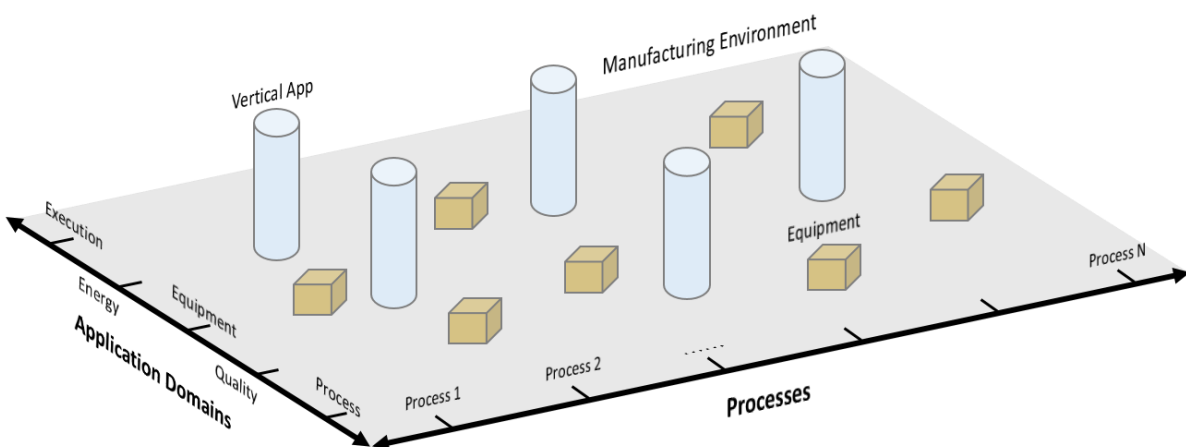 Manufacturing Environment
Vertical App
Equipment
Execution
Energy
Equipment
Quality
Process
Application Domains
Process 1
Process 2
......
Process N
Processes